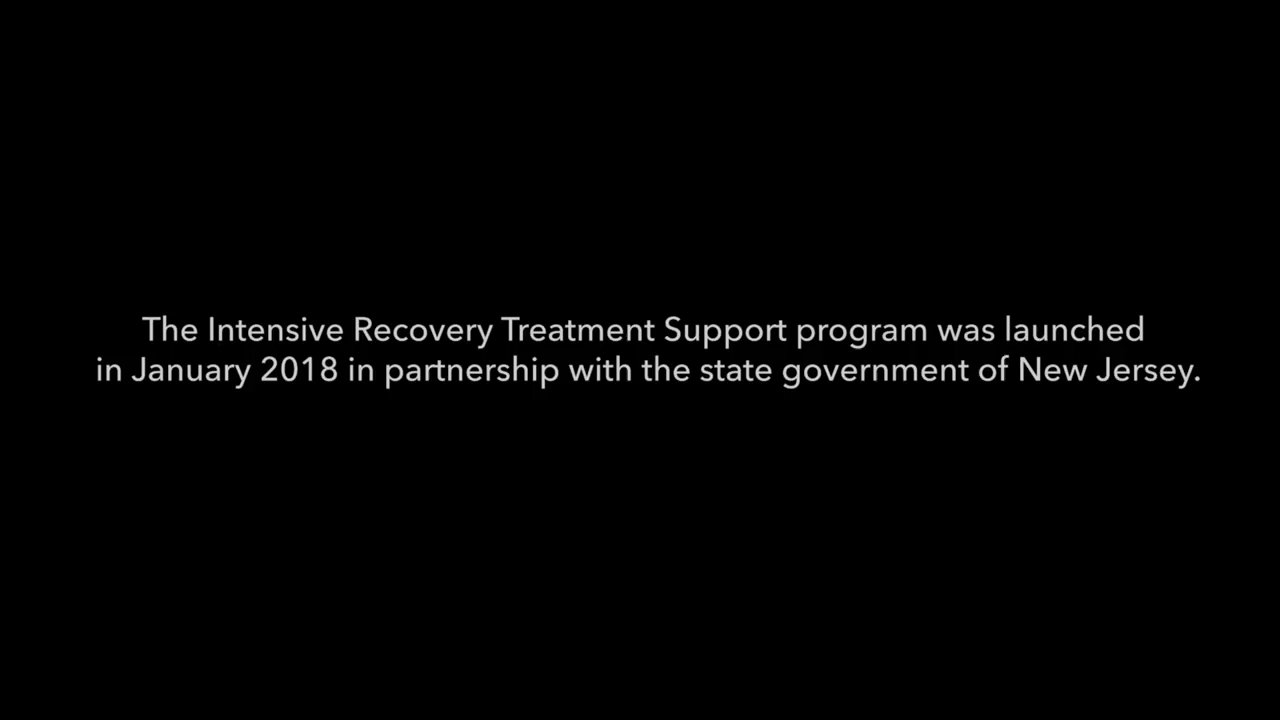 The Intensive Recovery Treatment Support program was launched
in January 2018 in partnership with the state government of New Jersey.